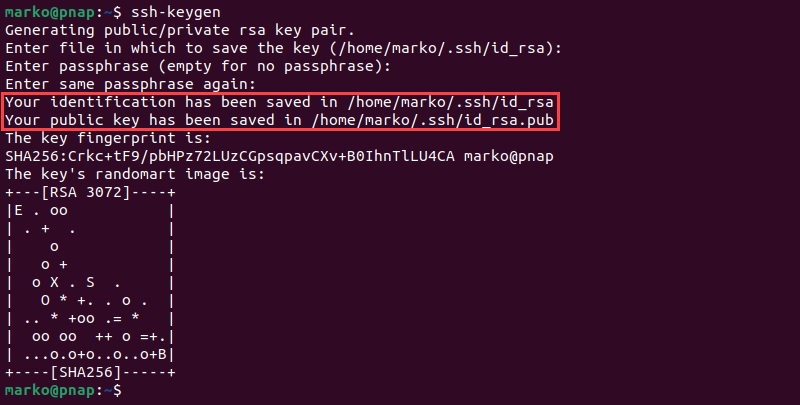 marko@pnap:~$ ssh-keygen
Generating public/private rsa key pair.
Enter file in which to save the key (/home/marko/.ssh/id_rsa):
Enter passphrase (empty for no passphrase):
Enter same passphrase again:
Your identification has been saved in /home/marko/.ssh/id_rsa
Your public key has been saved in /home/marko/.ssh/id_rsa.pub
The key fingerprint is:
SHA256:Crkc+tF9/pbHPz72LUzCGpsqpavCXv+B0IhnTlLU4CA marko@pnap
The key's randomart image is:
+---[RSA 3072]----+
|E . oo           |
| . +  .          |
|    o            |
|   o +           |
|  o X . S  .     |
|   O * +. . o .  |
| .. * +oo .= *   |
|  oo oo  ++ o =+.|
| ...o.o+o..o..o+B|
+----[SHA256]-----+
marko@pnap:~$